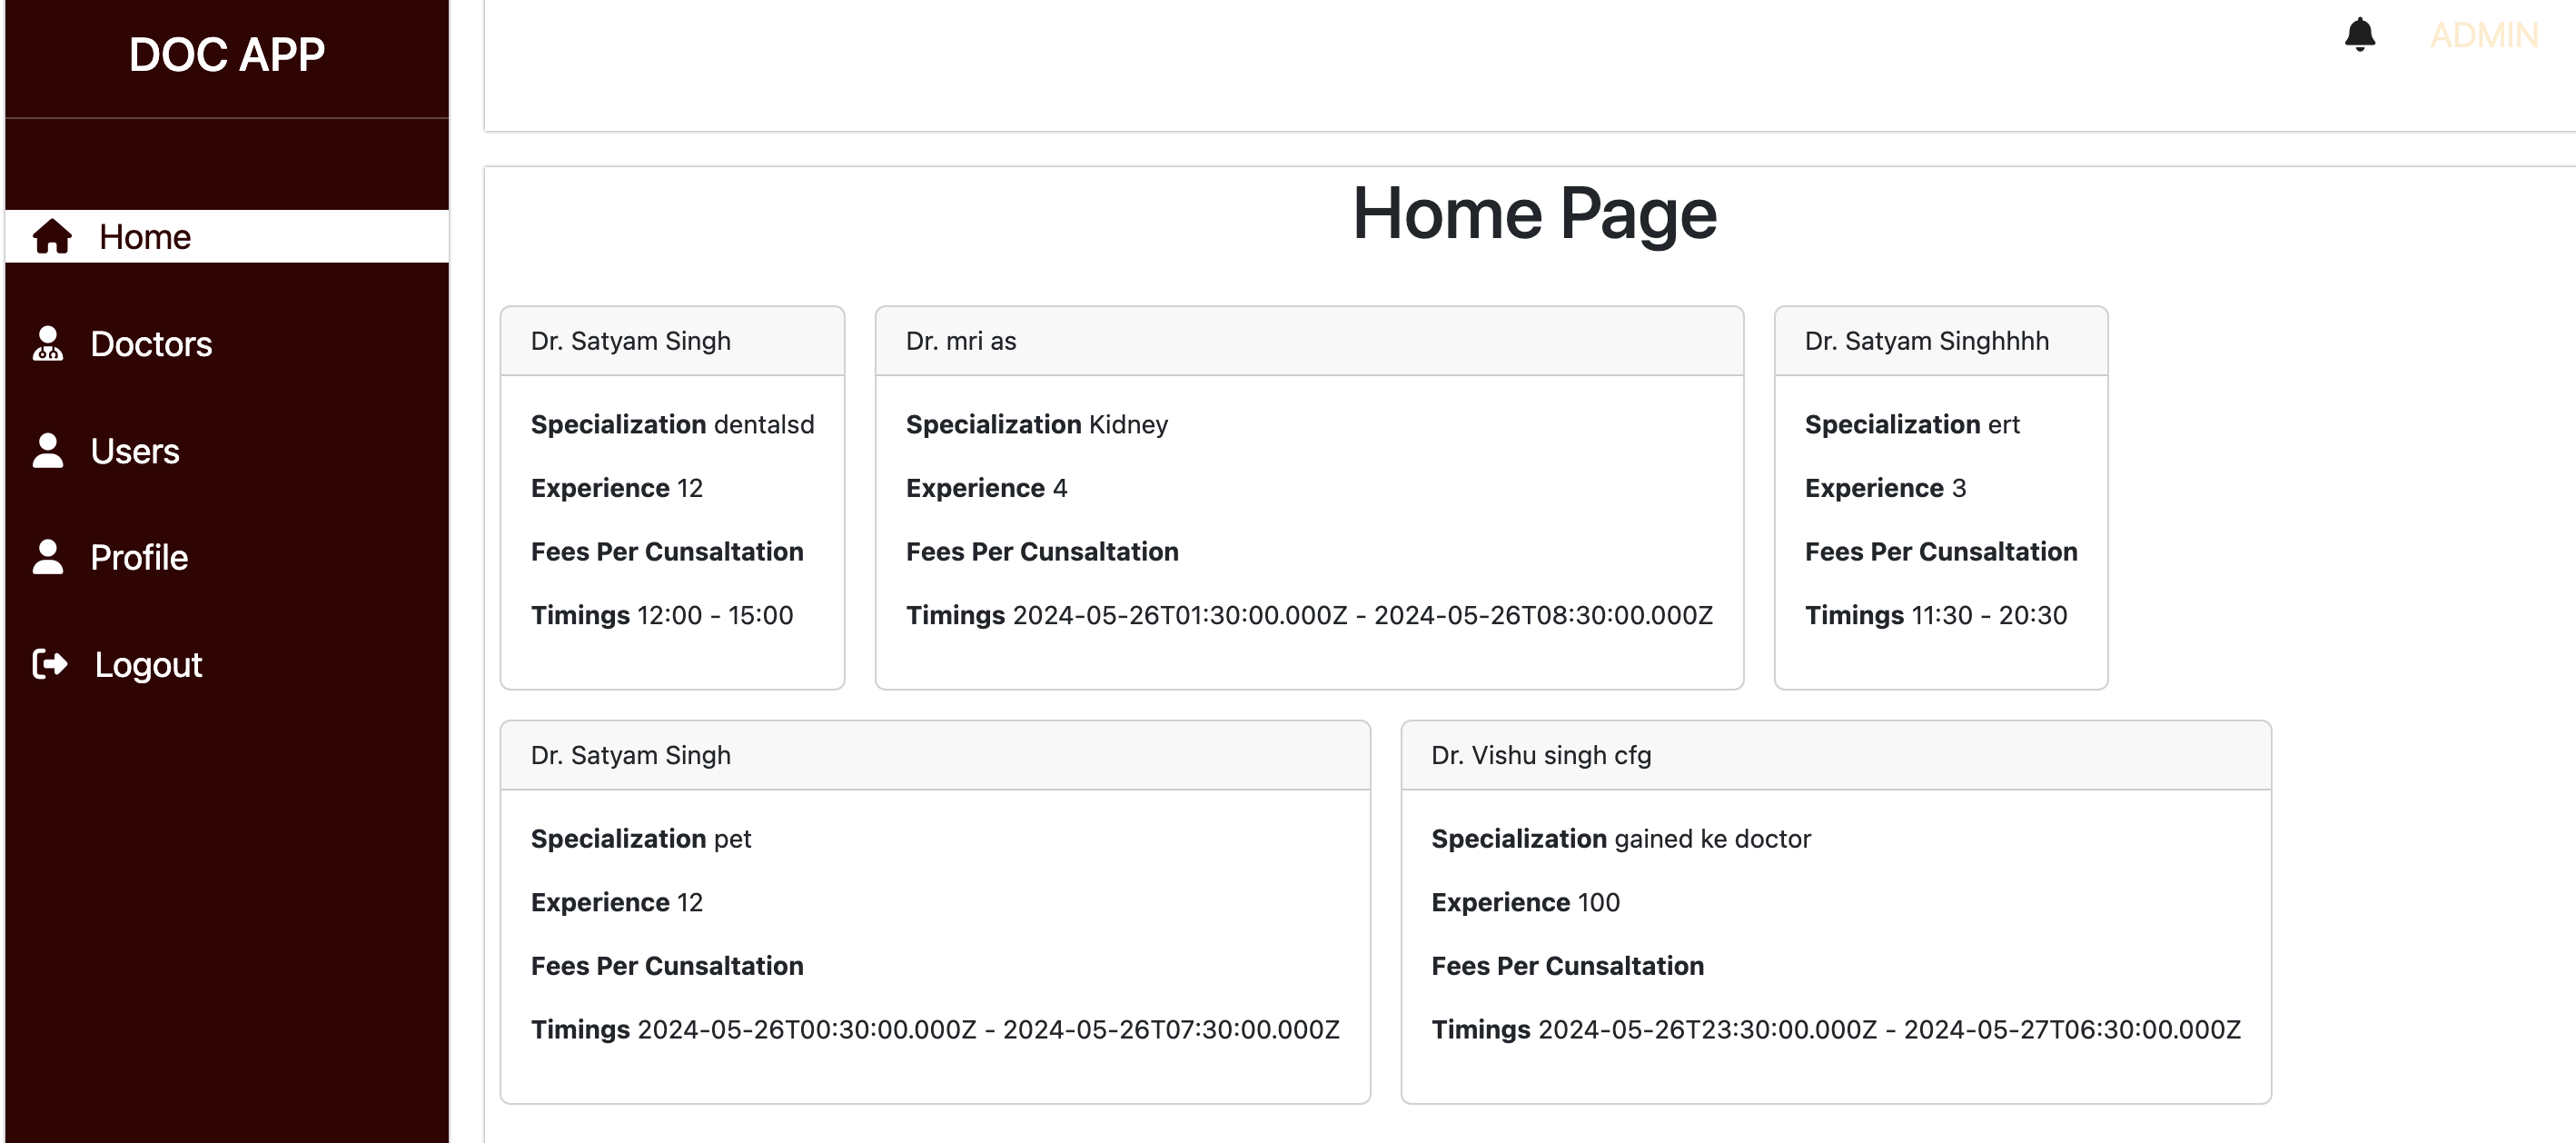 DOC APP
ADMIN
Home
Doctors
Users
Profile
Logout
Home Page
Dr. Satyam Singh
Specialization dentalsd
Experience 12
Fees Per Cunsaltation
Timings 12:00 - 15:00
Dr. mri as
Specialization Kidney
Experience 4
Fees Per Cunsaltation
Timings 2024-05-26T01:30:00.000Z - 2024-05-26T08:30:00.000Z
Dr. Satyam Singhhhh
Specialization ert
Experience 3
Fees Per Cunsaltation
Timings 11:30 - 20:30
Dr. Satyam Singh
Specialization pet
Experience 12
Fees Per Cunsaltation
Timings 2024-05-26T00:30:00.000Z - 2024-05-26T07:30:00.000Z
Dr. Vishu singh cfg
Specialization gained ke doctor
Experience 100
Fees Per Cunsaltation
Timings 2024-05-26T23:30:00.000Z - 2024-05-27T06:30:00.000Z